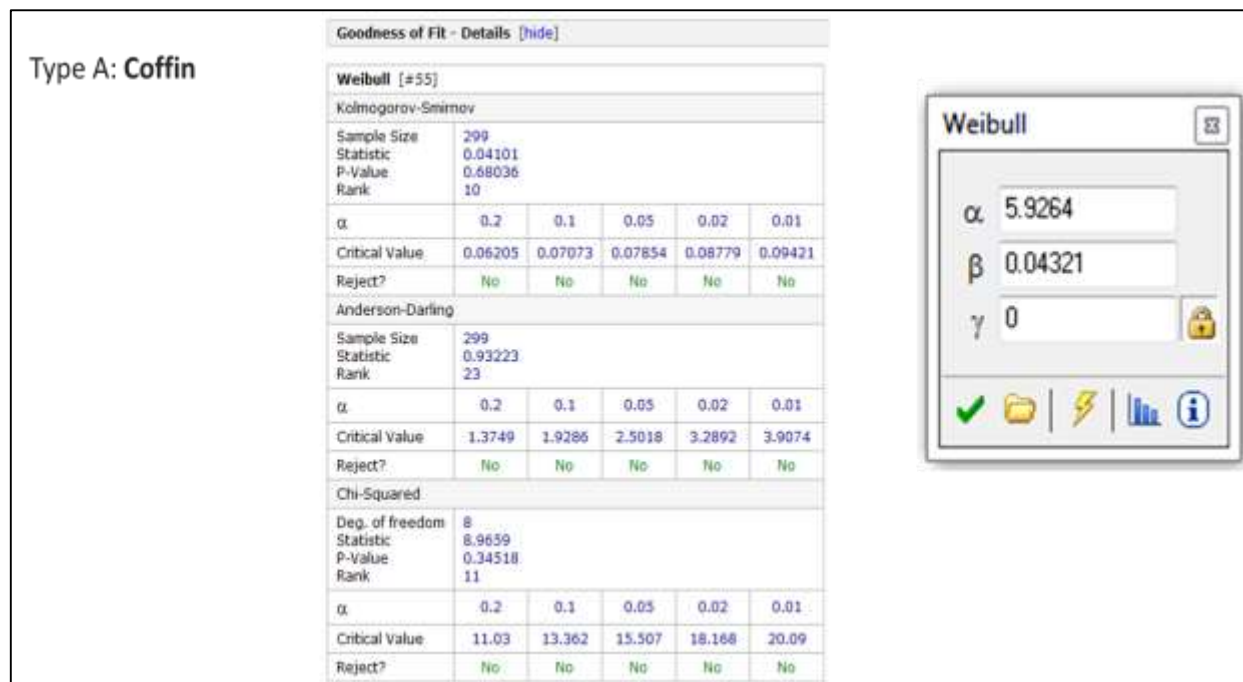 Type A: Coffin
Goodness of Fit - Details [hide]
Weibull [#55]
Kolmogorov-Smirnov
Sample Size 299
Statistic 0.04101
P-Value 0.68036
Rank 10
α 0.2 0.1 0.05 0.02 0.01
Critical Value 0.06205 0.07073 0.07854 0.08779 0.09421
Reject? No No No No No
Anderson-Darling
Sample Size 299
Statistic 0.93223
Rank 23
α 0.2 0.1 0.05 0.02 0.01
Critical Value 1.3749 1.9286 2.5018 3.2892 3.9074
Reject? No No No No No
Chi-Squared
Deg. of freedom 8
Statistic 8.9659
P-Value 0.34518
Rank 11
α 0.2 0.1 0.05 0.02 0.01
Critical Value 11.03 13.362 15.507 18.168 20.09
Reject? No No No No No
Weibull
α 5.9264
β 0.04321
γ 0